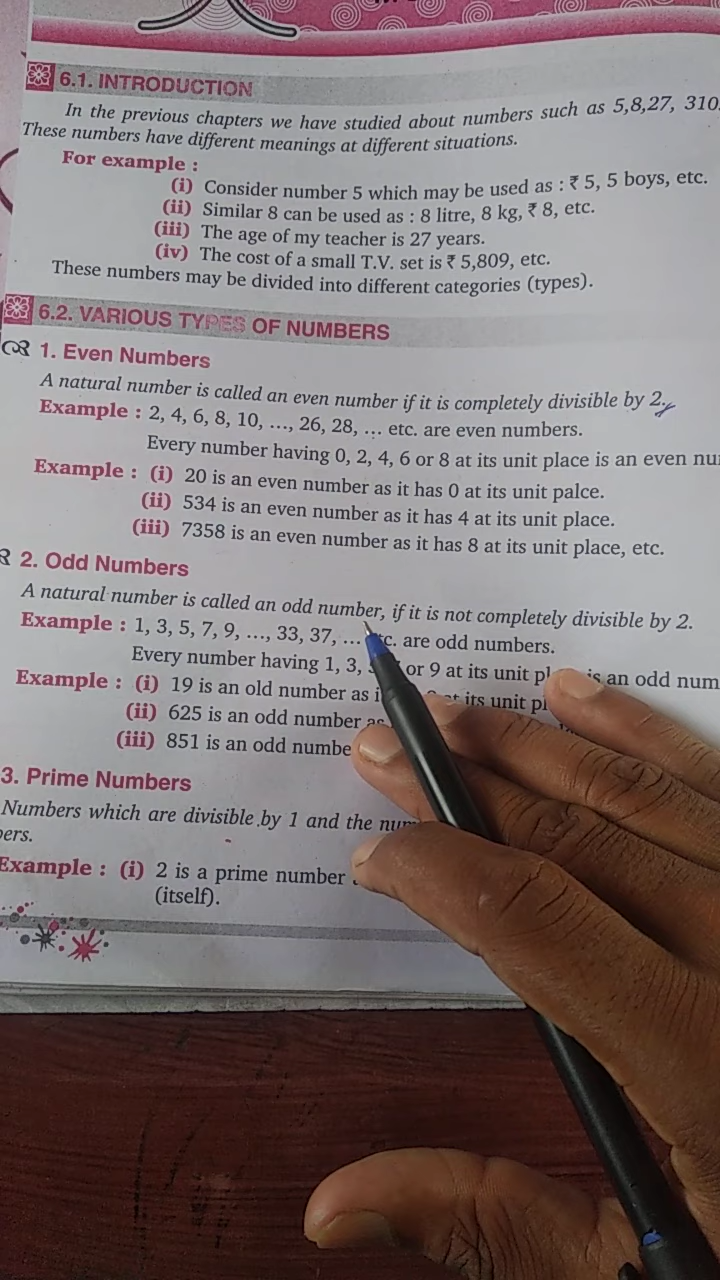 6.1. INTRODUCTION
In the previous chapters we have studied about numbers such as 5,8,27, 310
These numbers have different meanings at different situations.
For example :
(i) Consider number 5 which may be used as : ₹ 5, 5 boys, etc.
(ii) Similar 8 can be used as : 8 litre, 8 kg, ₹ 8, etc.
(iii) The age of my teacher is 27 years.
(iv) The cost of a small T.V. set is ₹ 5,809, etc.
These numbers may be divided into different categories (types).
6.2. VARIOUS TYPES OF NUMBERS
1. Even Numbers
A natural number is called an even number if it is completely divisible by 2.
Example : 2, 4, 6, 8, 10, ..., 26, 28, ... etc. are even numbers.
Every number having 0, 2, 4, 6 or 8 at its unit place is an even
Example : (i) 20 is an even number as it has 0 at its unit palce.
(ii) 534 is an even number as it has 4 at its unit place.
(iii) 7358 is an even number as it has 8 at its unit place, etc.
2. Odd Numbers
A natural number is called an odd number, if it is not completely divisible by 2.
Example : 1, 3, 5, 7, 9, ..., 33, 37, ... etc. are odd numbers.
Every number having 1, 3, or 9 at its unit is an odd
Example : (i) 19 is an old number as its unit
(ii) 625 is an odd number as
(iii) 851 is an odd
3. Prime Numbers
Numbers which are divisible by 1 and the
Example : (i) 2 is a prime number
(itself).